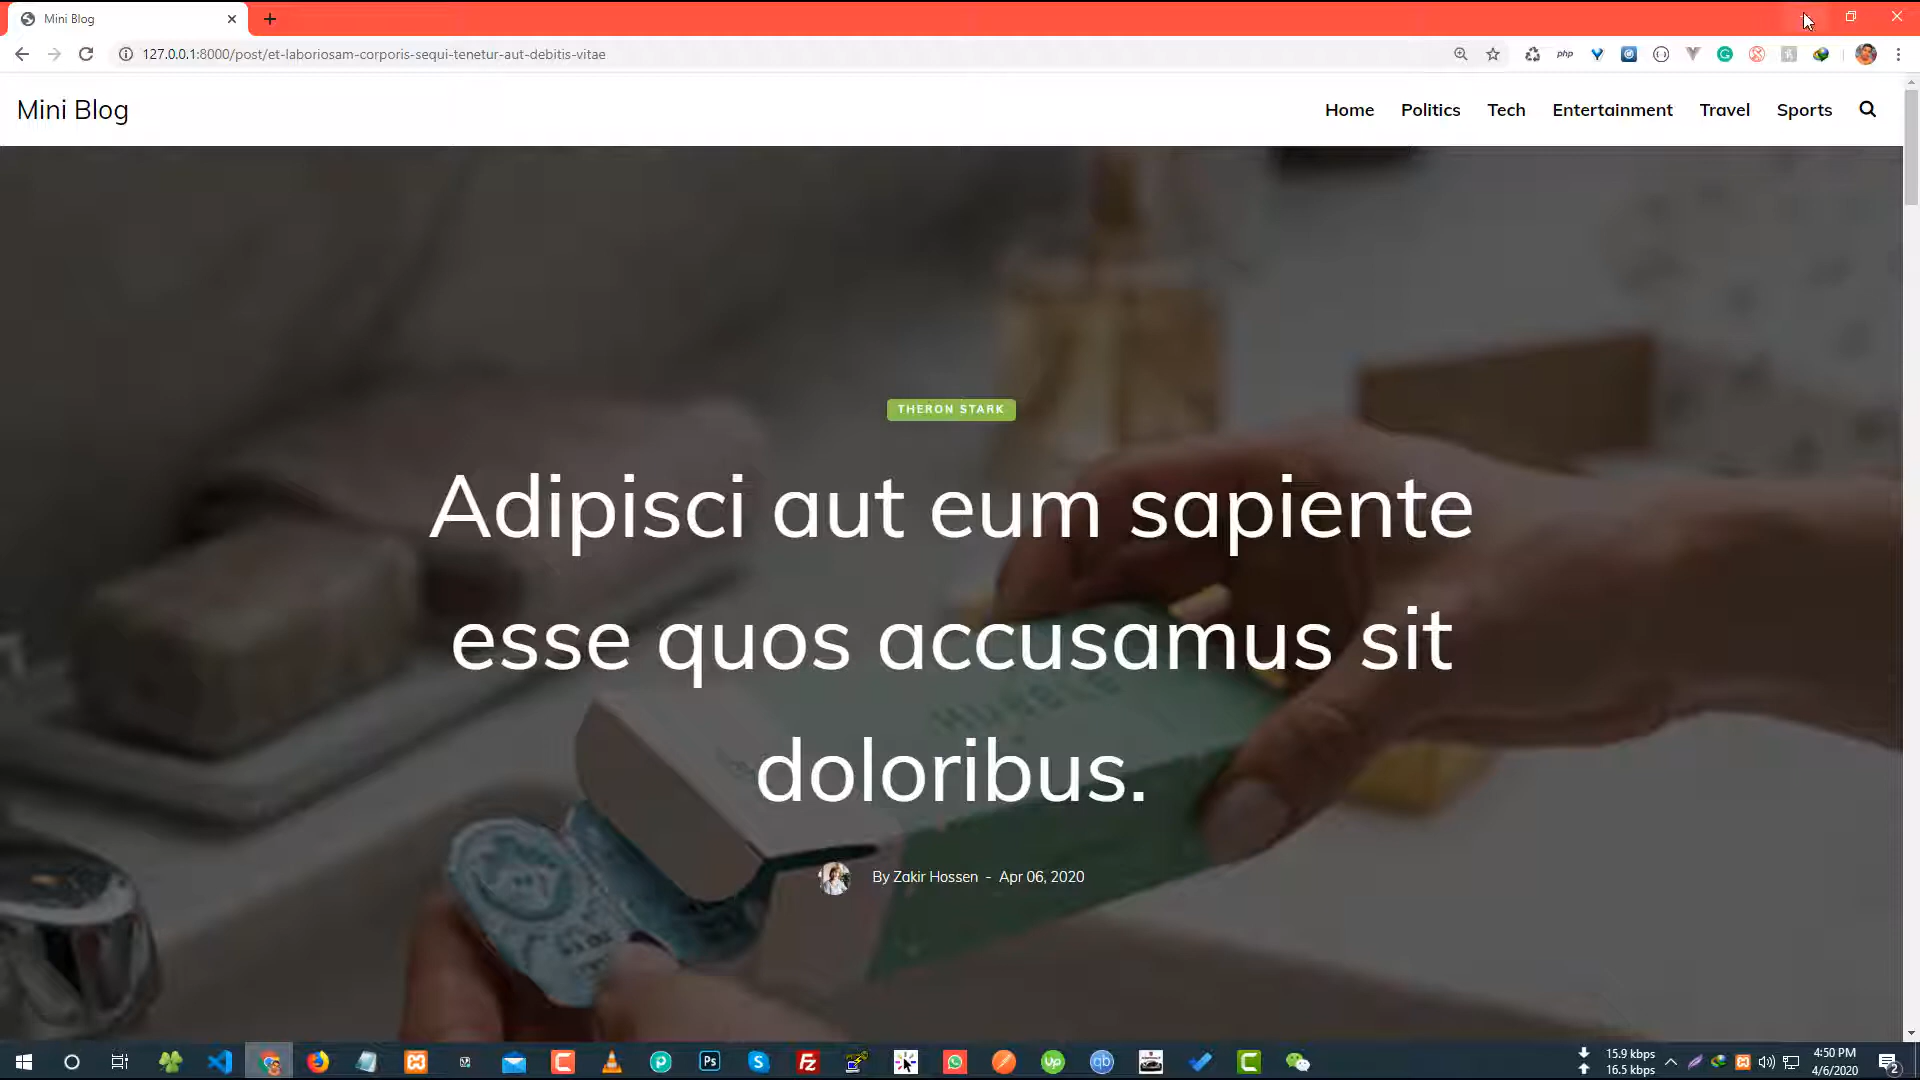 Mini Blog
127.0.0.1:8000/post/et-laboriosam-corporis-sequi-tenetur-aut-debitis-vitae
php
Mini Blog
Home Politics Tech Entertainment Travel Sports
THERON STARK
Adipisci aut eum sapiente
esse quos accusamus sit
doloribus.
By Zakir Hossen - Apr 06, 2020
15.9 kbps
16.5 kbps
4:50 PM
4/6/2020
2